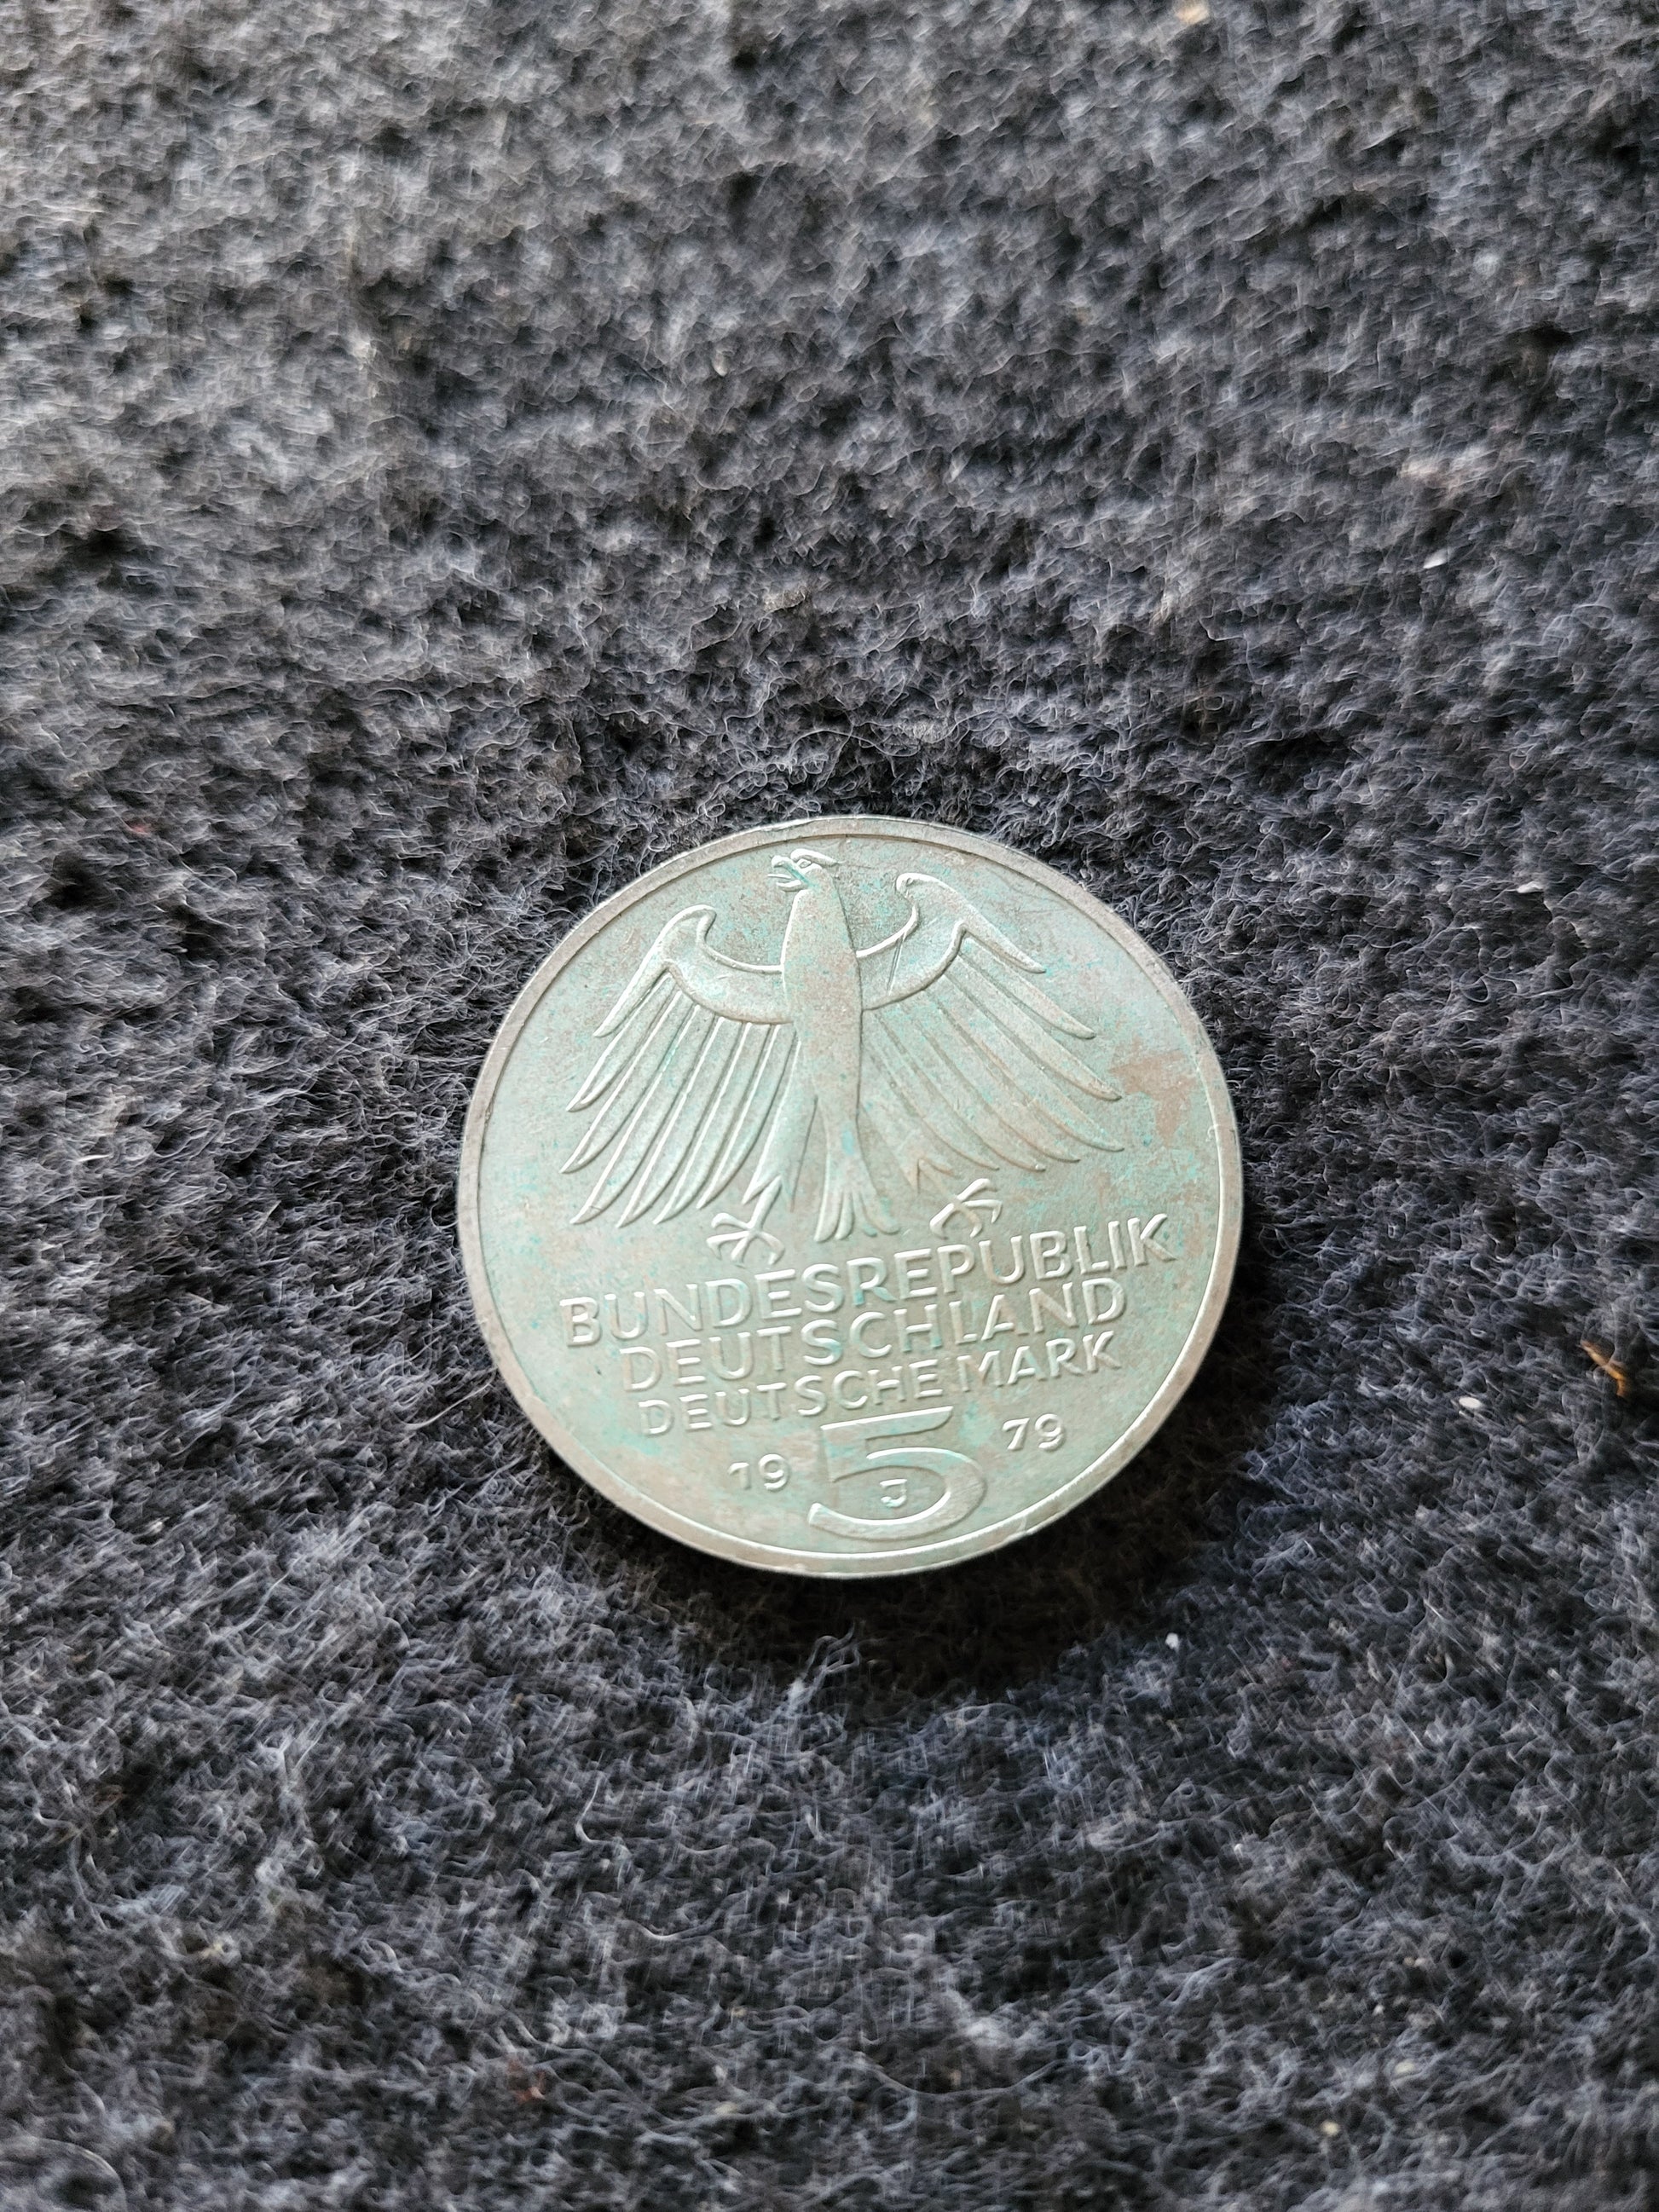 BUNDESREPUBLIK
DEUTSCHLAND
DEUTSCHE MARK
19 5 79
J